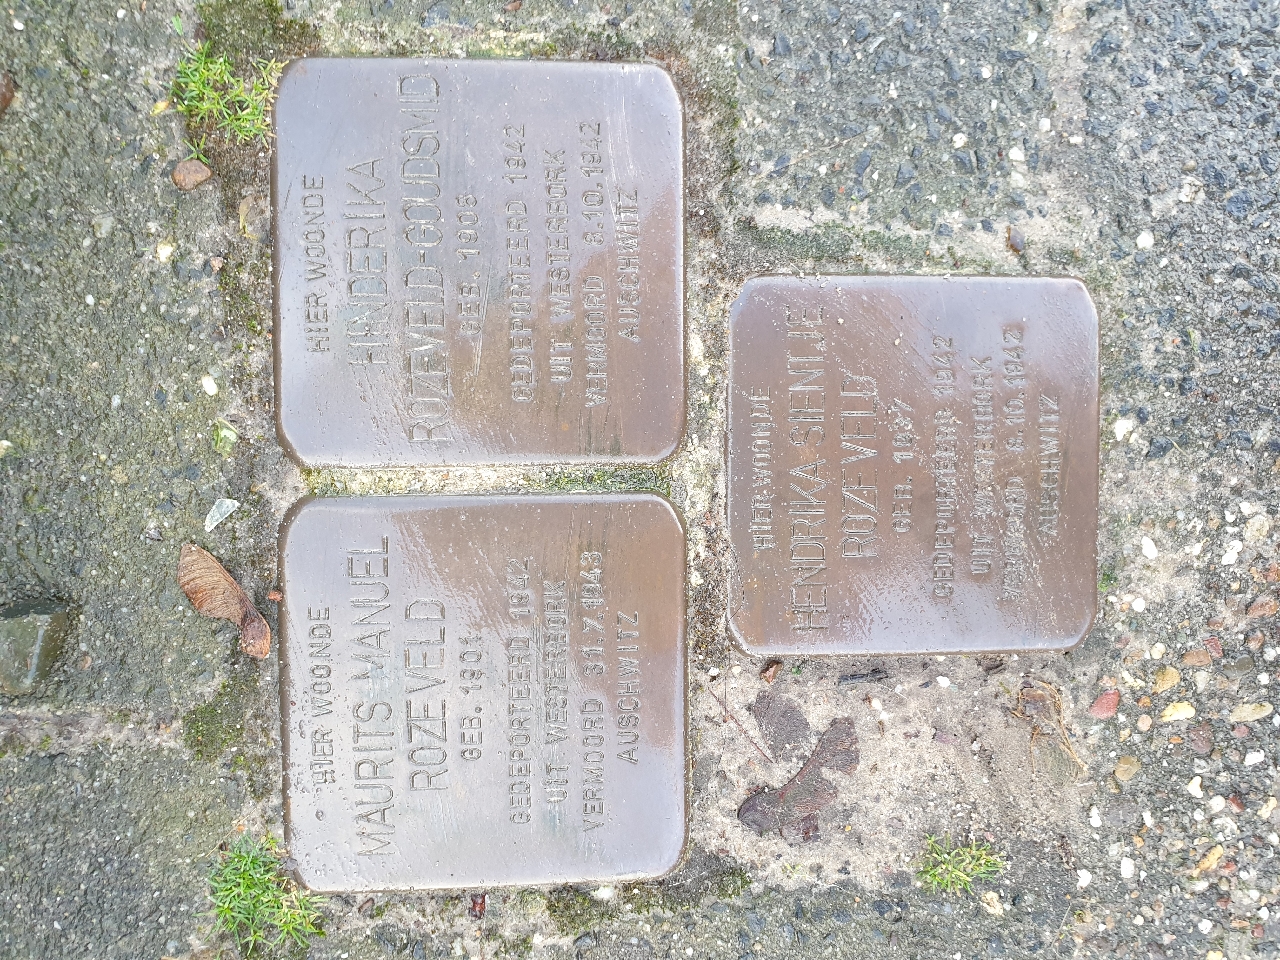 HIER WOONDE
MAURITS MANUEL
ROZEVELD
GEB. 1901
GEDEPORTEERD 1942
UIT WESTERBORK
VERMOORD 31.7.1943
AUSCHWITZ
HIER WOONDE
HINDERIKA
ROZEVELD-GOUDSMID
GEB. 1906
GEDEPORTEERD 1942
UIT WESTERBORK
VERMOORD 8.10.1942
AUSCHWITZ
HIER WOONDE
HENDRIKA SIENTJE
ROZEVELD
GEB.
GEDEPORTEERD 1942
UIT WESTERBORK
VERMOORD 8.10.1942
AUSCHWITZ